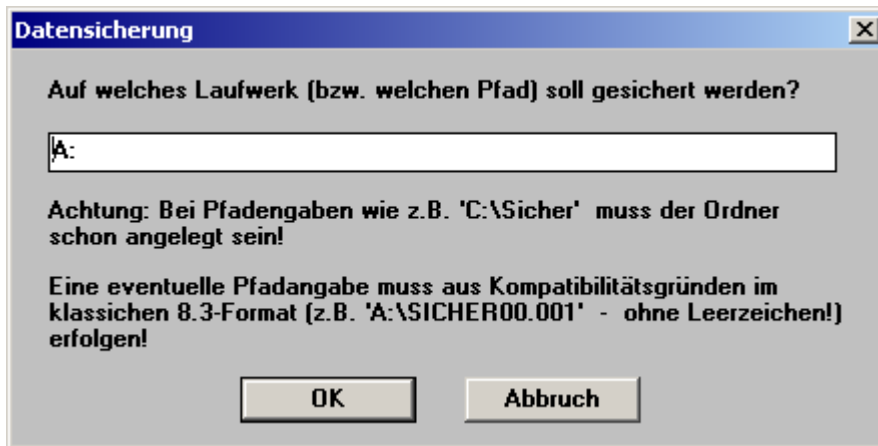 Datensicherung
Auf welches Laufwerk (bzw. welchen Pfad) soll gesichert werden?
A:
Achtung: Bei Pfadengaben wie z.B. 'C:\Sicher' muss der Ordner
schon angelegt sein!
Eine eventuelle Pfadangabe muss aus Kompatibilitätsgründen im
klassichen 8.3-Format (z.B. 'A:\SICHER00.001' - ohne Leerzeichen!)
erfolgen!
OK
Abbruch